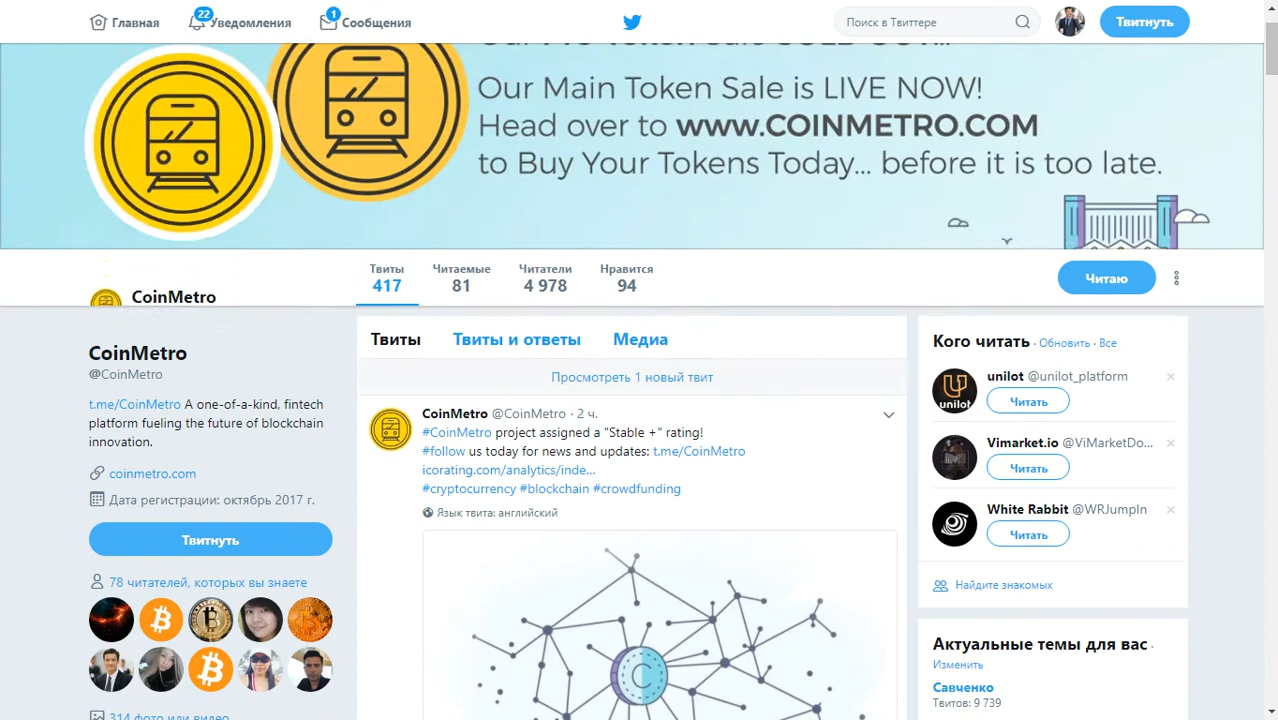 Главная
22
Уведомления
1
Сообщения
Поиск в Твиттере
Твитнуть
Our Main Token Sale is LIVE NOW!
Head over to www.COINMETRO.COM
to Buy Your Tokens Today... before it is too late.
CoinMetro
Твиты
417
Читаемые
81
Читатели
4 978
Нравится
94
Читаю
CoinMetro
@CoinMetro
t.me/CoinMetro A one-of-a-kind, fintech
platform fueling the future of blockchain
innovation.
coinmetro.com
Дата регистрации: октябрь 2017 г.
Твитнуть
78 читателей, которых вы знаете
314 фото или видео
Твиты
Твиты и ответы
Медиа
Просмотреть 1 новый твит
CoinMetro @CoinMetro · 2 ч.
#CoinMetro project assigned a "Stable +" rating!
#follow us today for news and updates: t.me/CoinMetro
icorating.com/analytics/inde...
#cryptocurrency #blockchain #crowdfunding
Язык твита: английский
C
Кого читать · Обновить · Все
unilot @unilot_platform
unilot
Читать
Vimarket.io @ViMarketDo...
Читать
White Rabbit @WRJumpIn
Читать
Найдите знакомых
Актуальные темы для вас ·
Изменить
Савченко
Твитов: 9 739